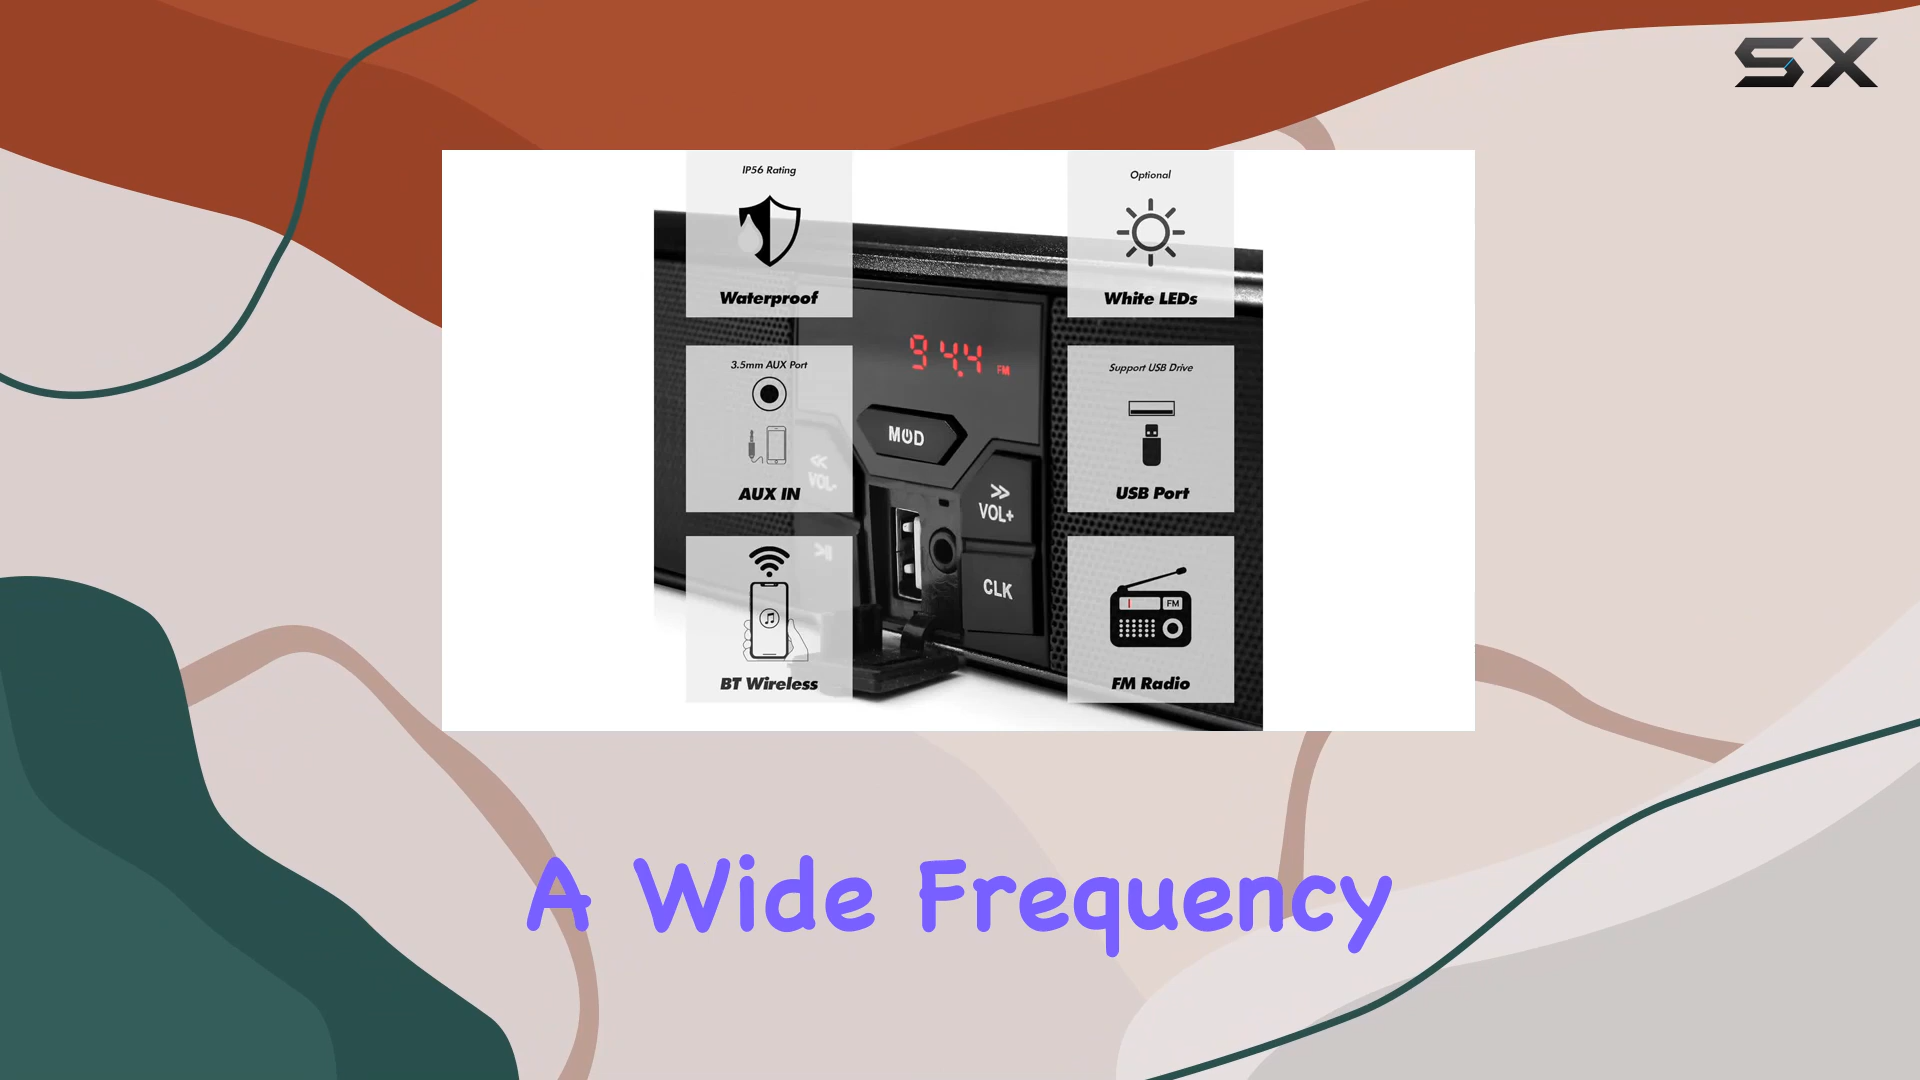 SX
IP56 Rating
Waterproof
Optional
White LEDs
3.5mm AUX Port
AUX IN
Support USB Drive
USB Port
BT Wireless
FM
FM Radio
94.4 FM
MOD
<<
VOL-
>>
VOL+
CLK
A Wide Frequency